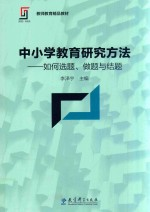 教师教育精品教材
中小学教育研究方法
——如何选题、做题与结题
主编
教育科学出版社